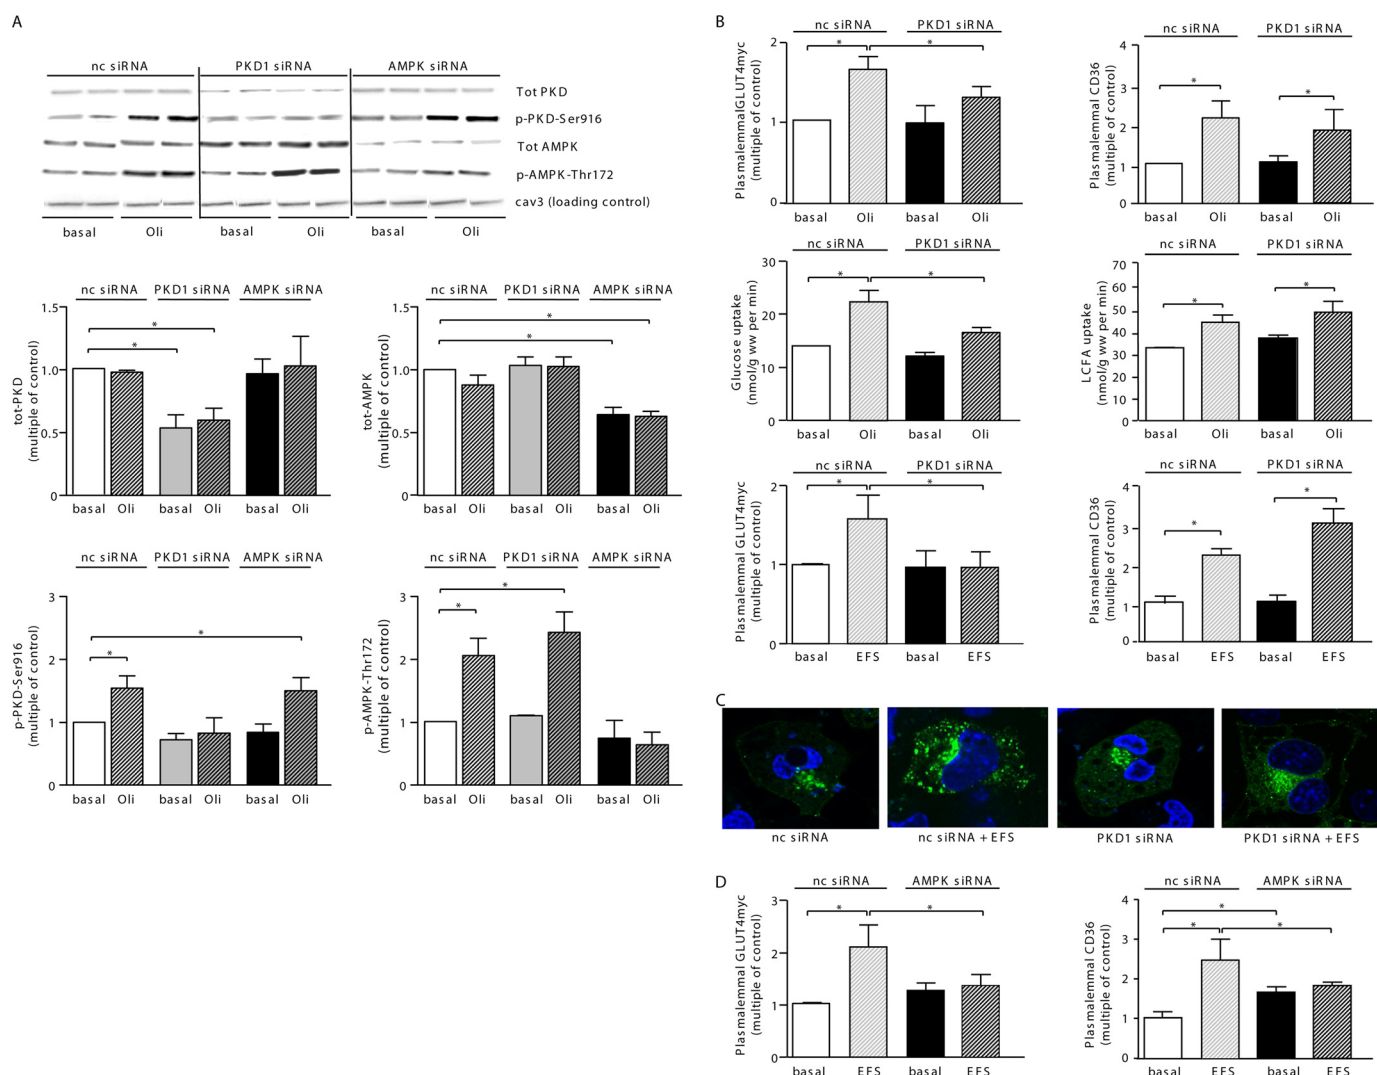 A
nc siRNA PKD1 siRNA AMPK siRNA
Tot PKD
p-PKD-Ser916
Tot AMPK
p-AMPK-Thr172
cav3 (loading control)
basal Oli basal Oli basal Oli
nc siRNA PKD1 siRNA AMPK siRNA
tot-PKD
(multiple of control)
1.5
1.0
0.5
0
* *
basal Oli basal Oli basal Oli
nc siRNA PKD1 siRNA AMPK siRNA
tot-AMPK
(multiple of control)
1.5
1.0
0.5
0
* *
basal Oli basal Oli basal Oli
nc siRNA PKD1 siRNA AMPK siRNA
p-PKD-Ser916
(multiple of control)
3
2
1
0
* *
basal Oli basal Oli basal Oli
nc siRNA PKD1 siRNA AMPK siRNA
p-AMPK-Thr172
(multiple of control)
3
2
1
0
* *
basal Oli basal Oli basal Oli
B
nc siRNA PKD1 siRNA
PlasmalemmalGLUT4myc
(multiple of control)
2
1
0
* *
basal Oli basal Oli
nc siRNA PKD1 siRNA
Plasmalemmal CD36
(multiple of control)
4
3
2
1
0
* *
basal Oli basal Oli
nc siRNA PKD1 siRNA
Glucose uptake
(nmol/g ww per min)
30
20
10
0
* *
basal Oli basal Oli
nc siRNA PKD1 siRNA
LCFA uptake
(nmol/g ww per min)
70
60
50
40
30
20
10
0
* *
basal Oli basal Oli
nc siRNA PKD1 siRNA
Plasmalemmal GLUT4myc
(multiple of control)
2
1
0
* *
basal EFS basal EFS
nc siRNA PKD1 siRNA
Plasmalemmal CD36
(multiple of control)
4
3
2
1
0
* *
basal EFS basal EFS
C
nc siRNA nc siRNA + EFS PKD1 siRNA PKD1 siRNA + EFS
D
nc siRNA AMPK siRNA
Plasmalemmal GLUT4myc
(multiple of control)
3
2
1
0
* *
basal EFS basal EFS
nc siRNA AMPK siRNA
Plasmalemmal CD36
(multiple of control)
4
3
2
1
0
* * *
basal EFS basal EFS